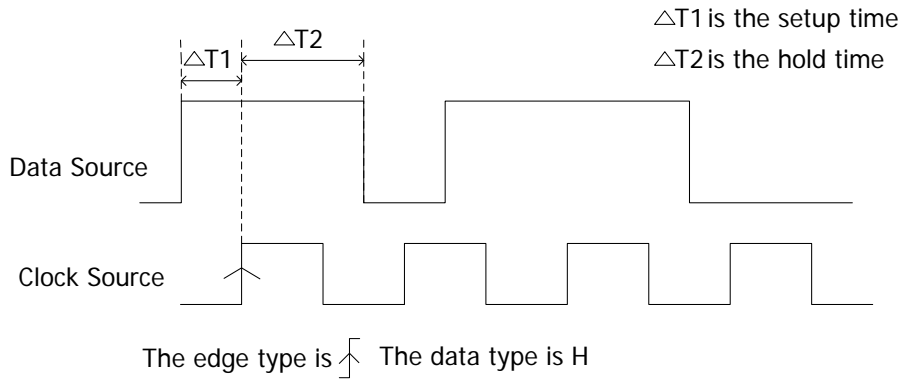 △T1 is the setup time
△T2 is the hold time
△T1
△T2
Data Source
Clock Source
The edge type is
The data type is H